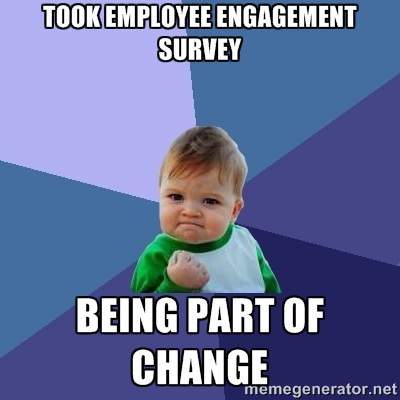 TOOK EMPLOYEE ENGAGEMENT
SURVEY
BEING PART OF
CHANGE
memegenerator.net